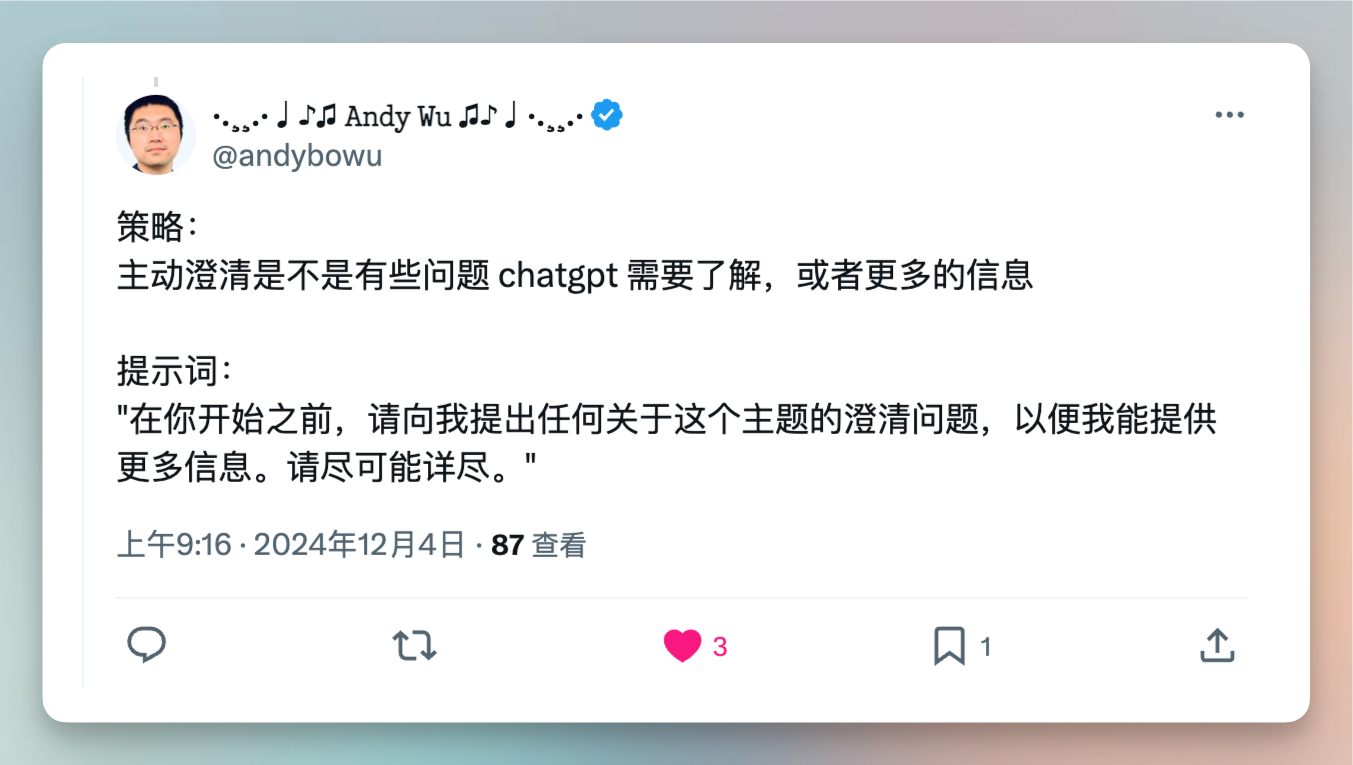 ·.¸¸.·♩♪♫ Andy Wu ♫♪♩·.¸¸.·
@andybowu
策略：
主动澄清是不是有些问题 chatgpt 需要了解，或者更多的信息
提示词：
"在你开始之前，请向我提出任何关于这个主题的澄清问题，以便我能提供
更多信息。请尽可能详尽。"
上午9:16 · 2024年12月4日 · 87 查看
3
1